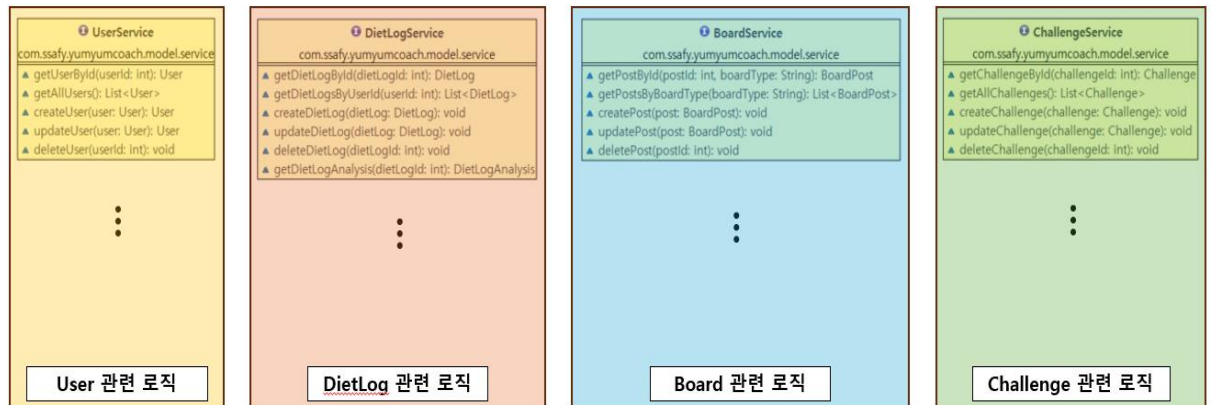 UserService
com.ssafy.yumyumcoach.model.service
getUserById(userId: int): User
getAllUsers(): List<User>
createUser(user: User): User
updateUser(user: User): User
deleteUser(userId: int): void
User 관련 로직
DietLogService
com.ssafy.yumyumcoach.model.service
getDietLogById(dietLogId: int): DietLog
getDietLogsByUserId(userId: int): List<DietLog>
createDietLog(dietLog: DietLog): void
updateDietLog(dietLog: DietLog): void
deleteDietLog(dietLogId: int): void
getDietLogAnalysis(dietLogId: int): DietLogAnalysis
DietLog 관련 로직
BoardService
com.ssafy.yumyumcoach.model.service
getPostById(postId: int, boardType: String): BoardPost
getPostsByBoardType(boardType: String): List<BoardPost>
createPost(post: BoardPost): void
updatePost(post: BoardPost): void
deletePost(postId: int): void
Board 관련 로직
ChallengeService
com.ssafy.yumyumcoach.model.service
getChallengeById(challengeId: int): Challenge
getAllChallenges(): List<Challenge>
createChallenge(challenge: Challenge): void
updateChallenge(challenge: Challenge): void
deleteChallenge(challengeId: int): void
Challenge 관련 로직